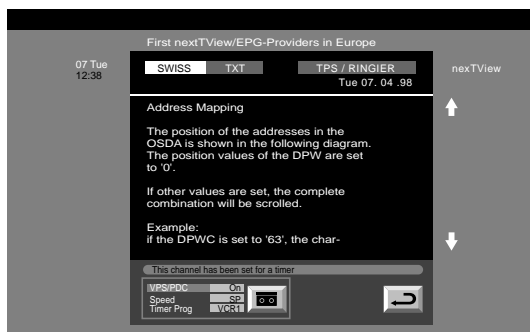 First nextTView/EPG-Providers in Europe
07 Tue
12:38
SWISS TXT TPS / RINGIER nexTView
Tue 07. 04 .98
Address Mapping
The position of the addresses in the
OSDA is shown in the following diagram.
The position values of the DPW are set
to '0'.
If other values are set, the complete
combination will be scrolled.
Example:
if the DPWC is set to '63', the char-
This channel has been set for a timer
VPS/PDC On
Speed SP
Timer Prog VCR1